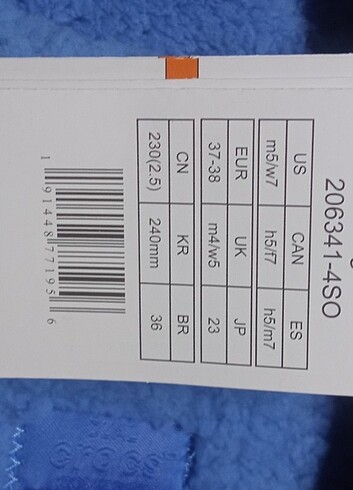 206341-4SO
US CAN ES
m5/w7 h5/f7 h5/m7
EUR UK JP
37-38 m4/w5 23
CN KR BR
230(2.5) 240mm 36
1 91448 77195 6
crocs